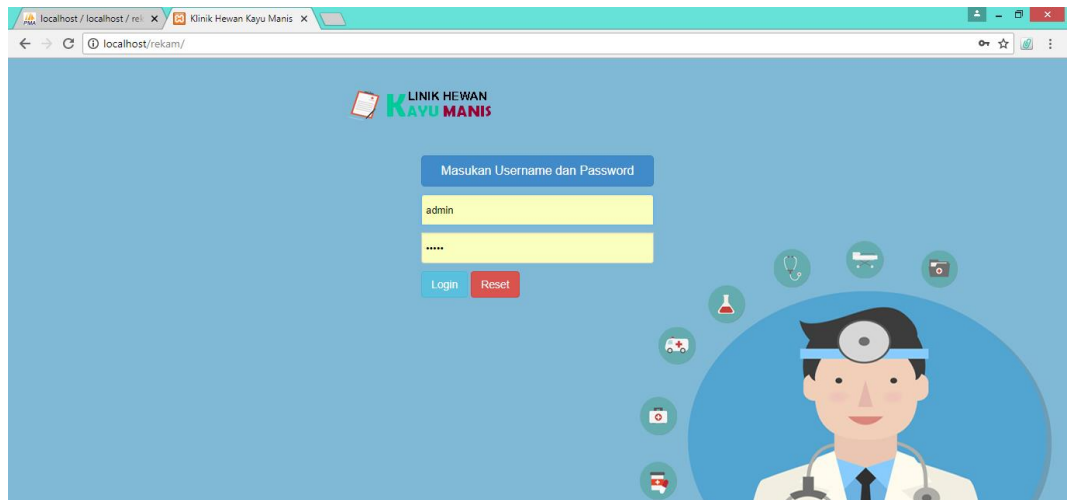 localhost / localhost / rek
Klinik Hewan Kayu Manis
localhost/rekam/
KLINIK HEWAN
KAYU MANIS
Masukan Username dan Password
admin
•••••
Login Reset